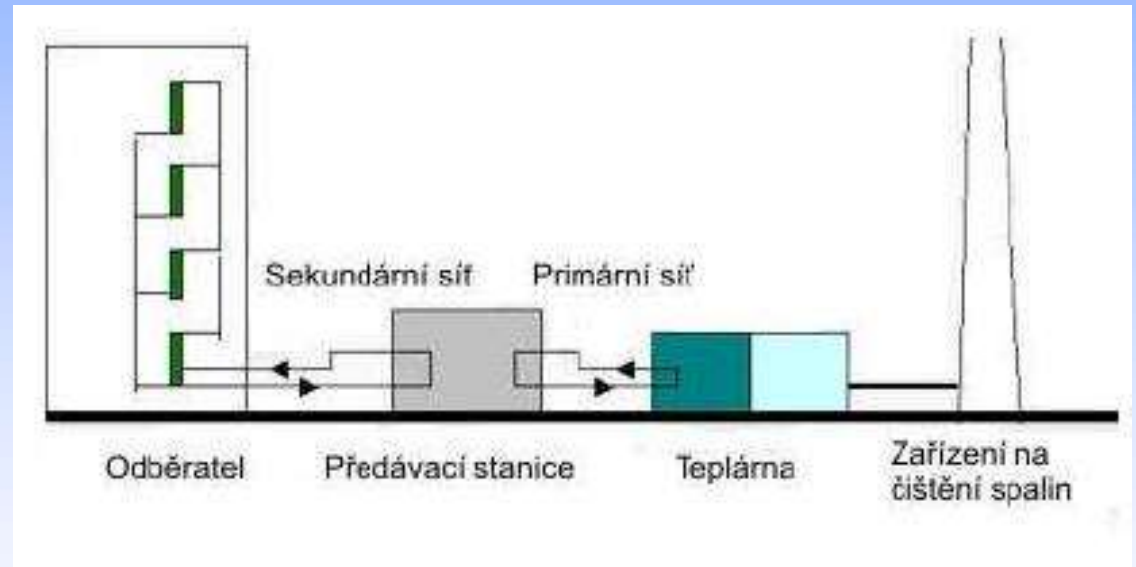 Sekundární síť
Primární síť
Odběratel
Předávací stanice
Teplárna
Zařízení na
čištění spalin